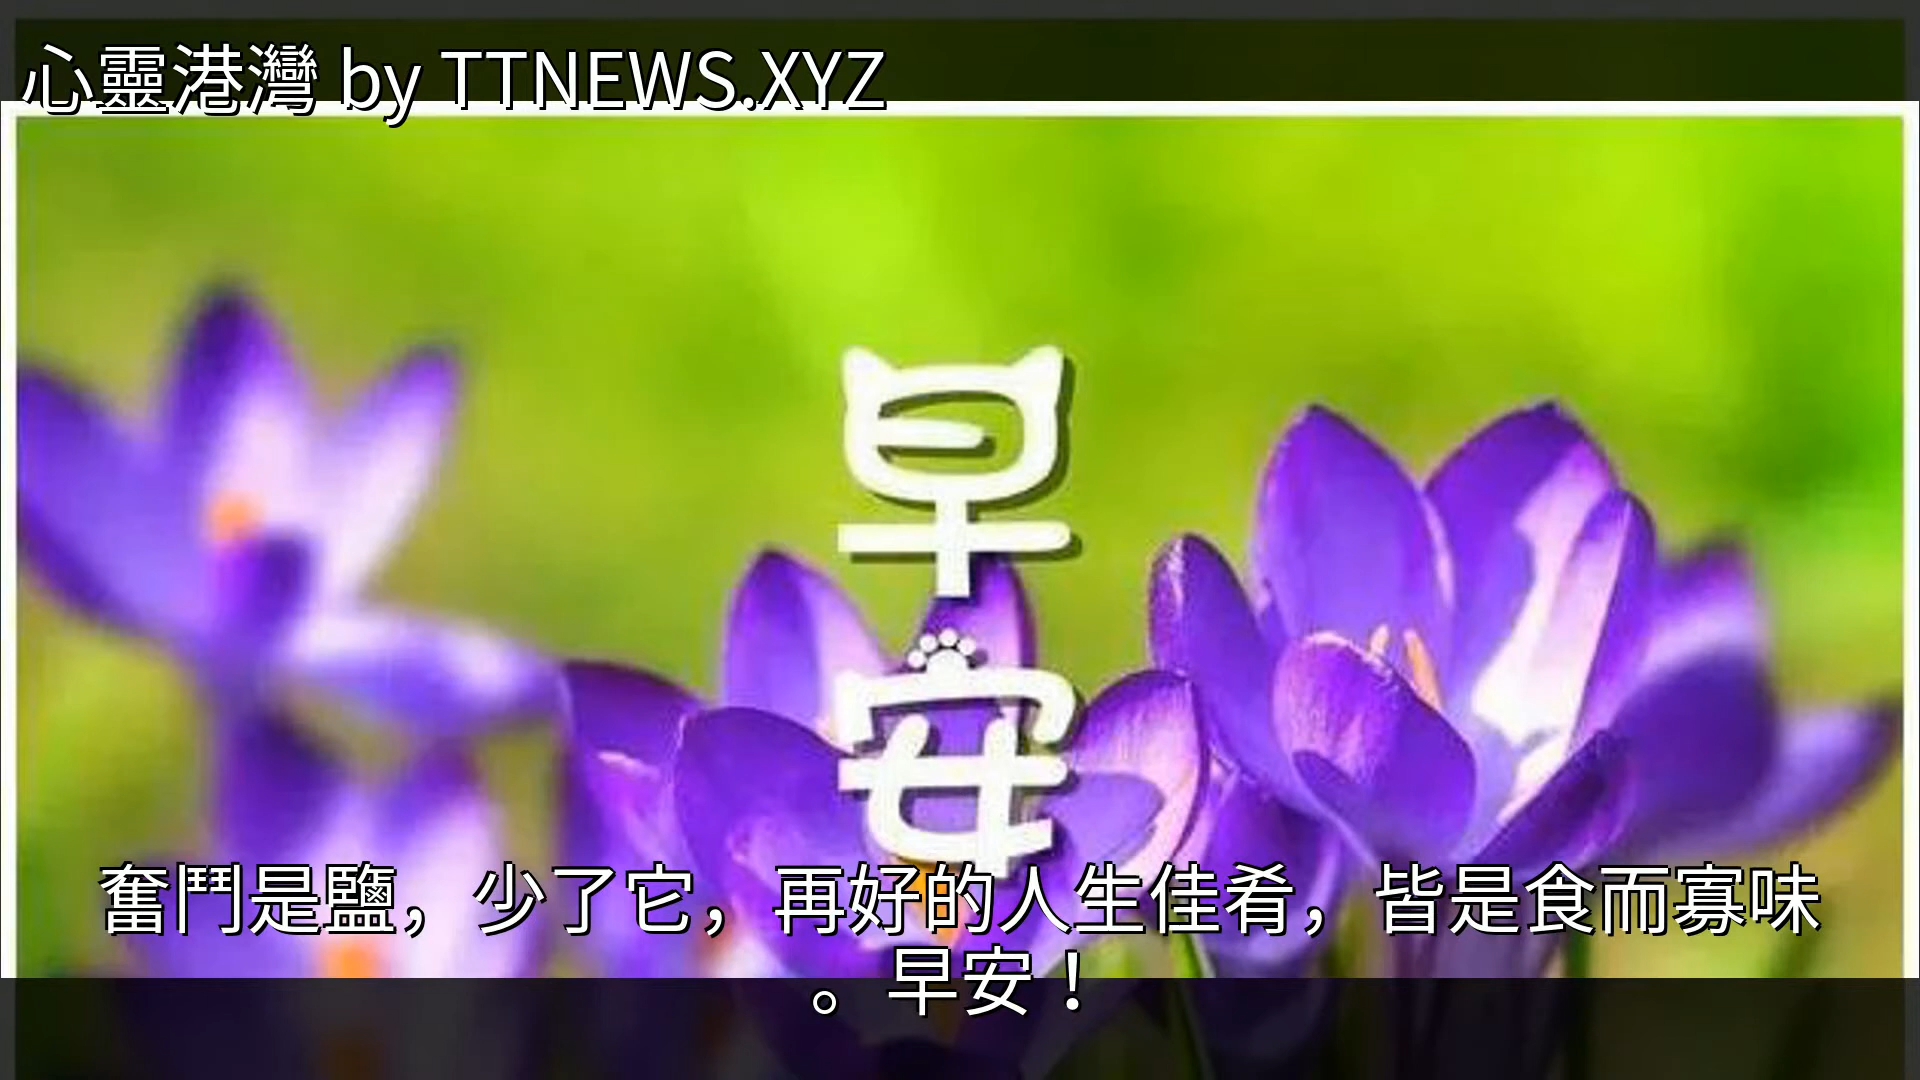 心靈港灣 by TTNEWS.XYZ
早
安
奮鬥是鹽，少了它，再好的人生佳肴，皆是食而寡味
。早安！